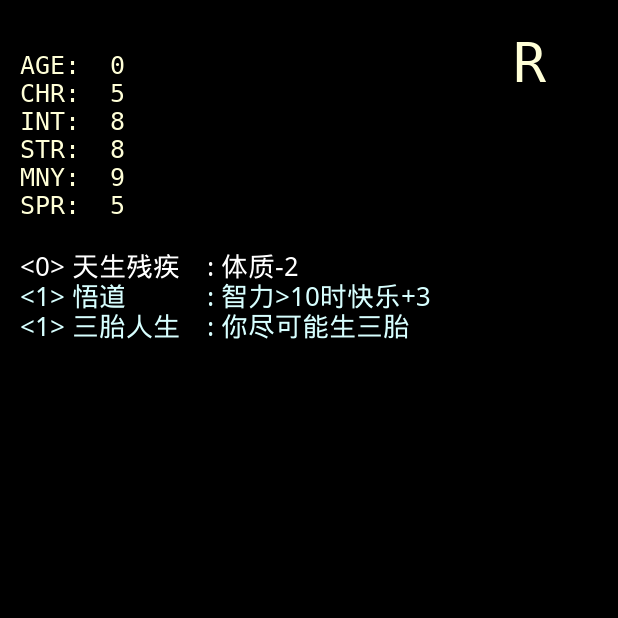 R
AGE: 0
CHR: 5
INT: 8
STR: 8
MNY: 9
SPR: 5
<0> 天生残疾 : 体质-2
<1> 悟道 : 智力>10时快乐+3
<1> 三胎人生 : 你尽可能生三胎